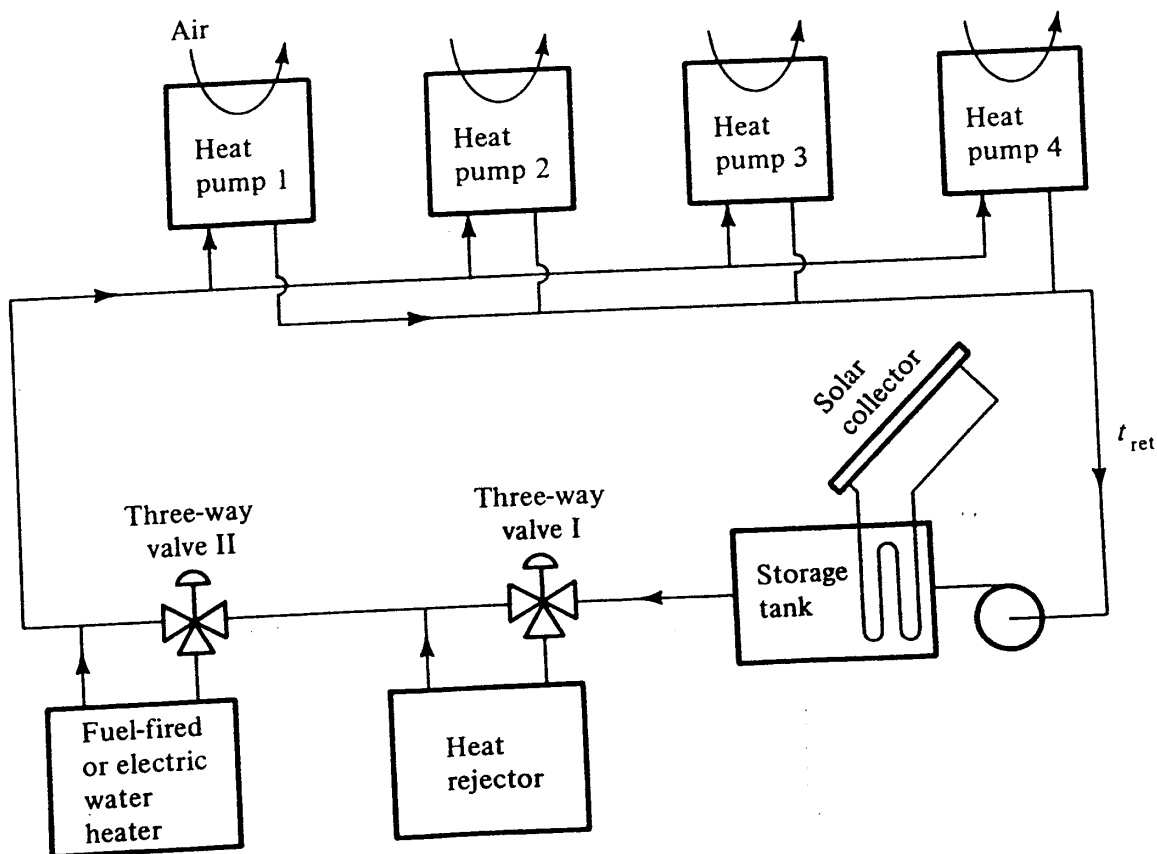 Air
Heat
pump 1
Heat
pump 2
Heat
pump 3
Heat
pump 4
Solar
collector
t ret
Three-way
valve II
Three-way
valve I
Storage
tank
Fuel-fired
or electric
water
heater
Heat
rejector